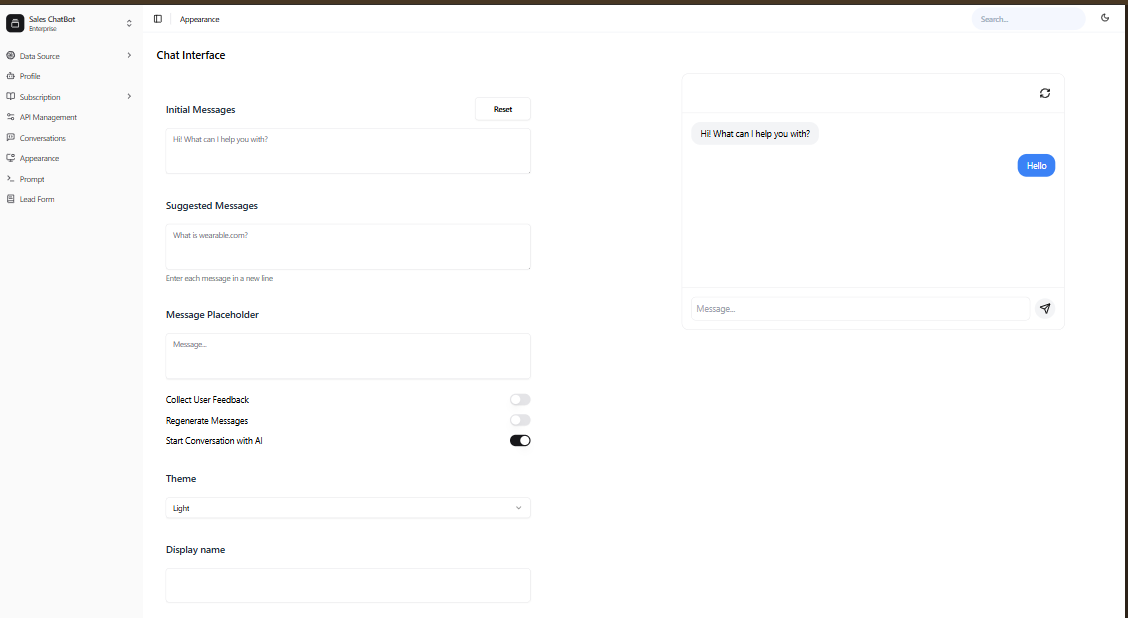 Sales ChatBot
Enterprise
Data Source
Profile
Subscription
API Management
Conversations
Appearance
Prompt
Lead Form
Appearance
Search...
Chat Interface
Initial Messages
Reset
Hi! What can I help you with?
Suggested Messages
What is wearable.com?
Enter each message in a new line
Message Placeholder
Message...
Collect User Feedback
Regenerate Messages
Start Conversation with AI
Theme
Light
Display name
Hi! What can I help you with?
Hello
Message...